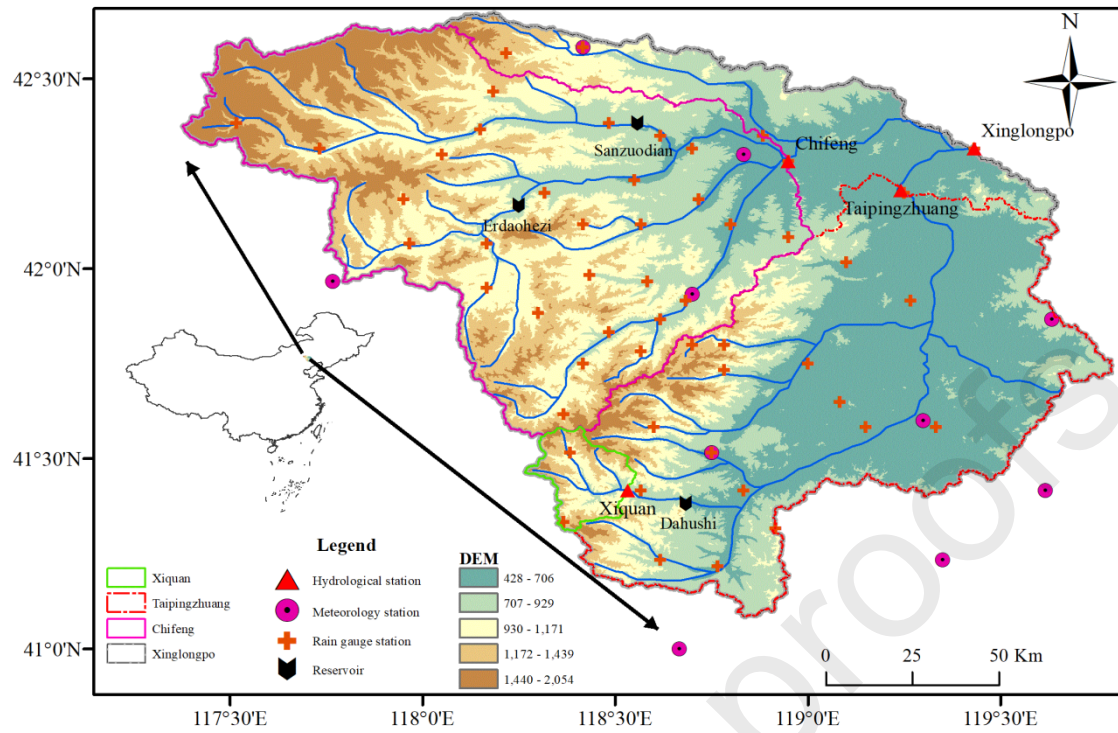 N
42°30'N
42°0'N
41°30'N
41°0'N
Xinglongpo
Chifeng
Sanzuodian
Taipingzhuang
Erdaohezi
Xiquan
Dahushi
Legend
Xiquan
Taipingzhuang
Chifeng
Xinglongpo
Hydrological station
Meteorology station
Rain gauge station
Reservoir
DEM
428 - 706
707 - 929
930 - 1,171
1,172 - 1,439
1,440 - 2,054
0 25 50 Km
117°30'E 118°0'E 118°30'E 119°0'E 119°30'E
proofs